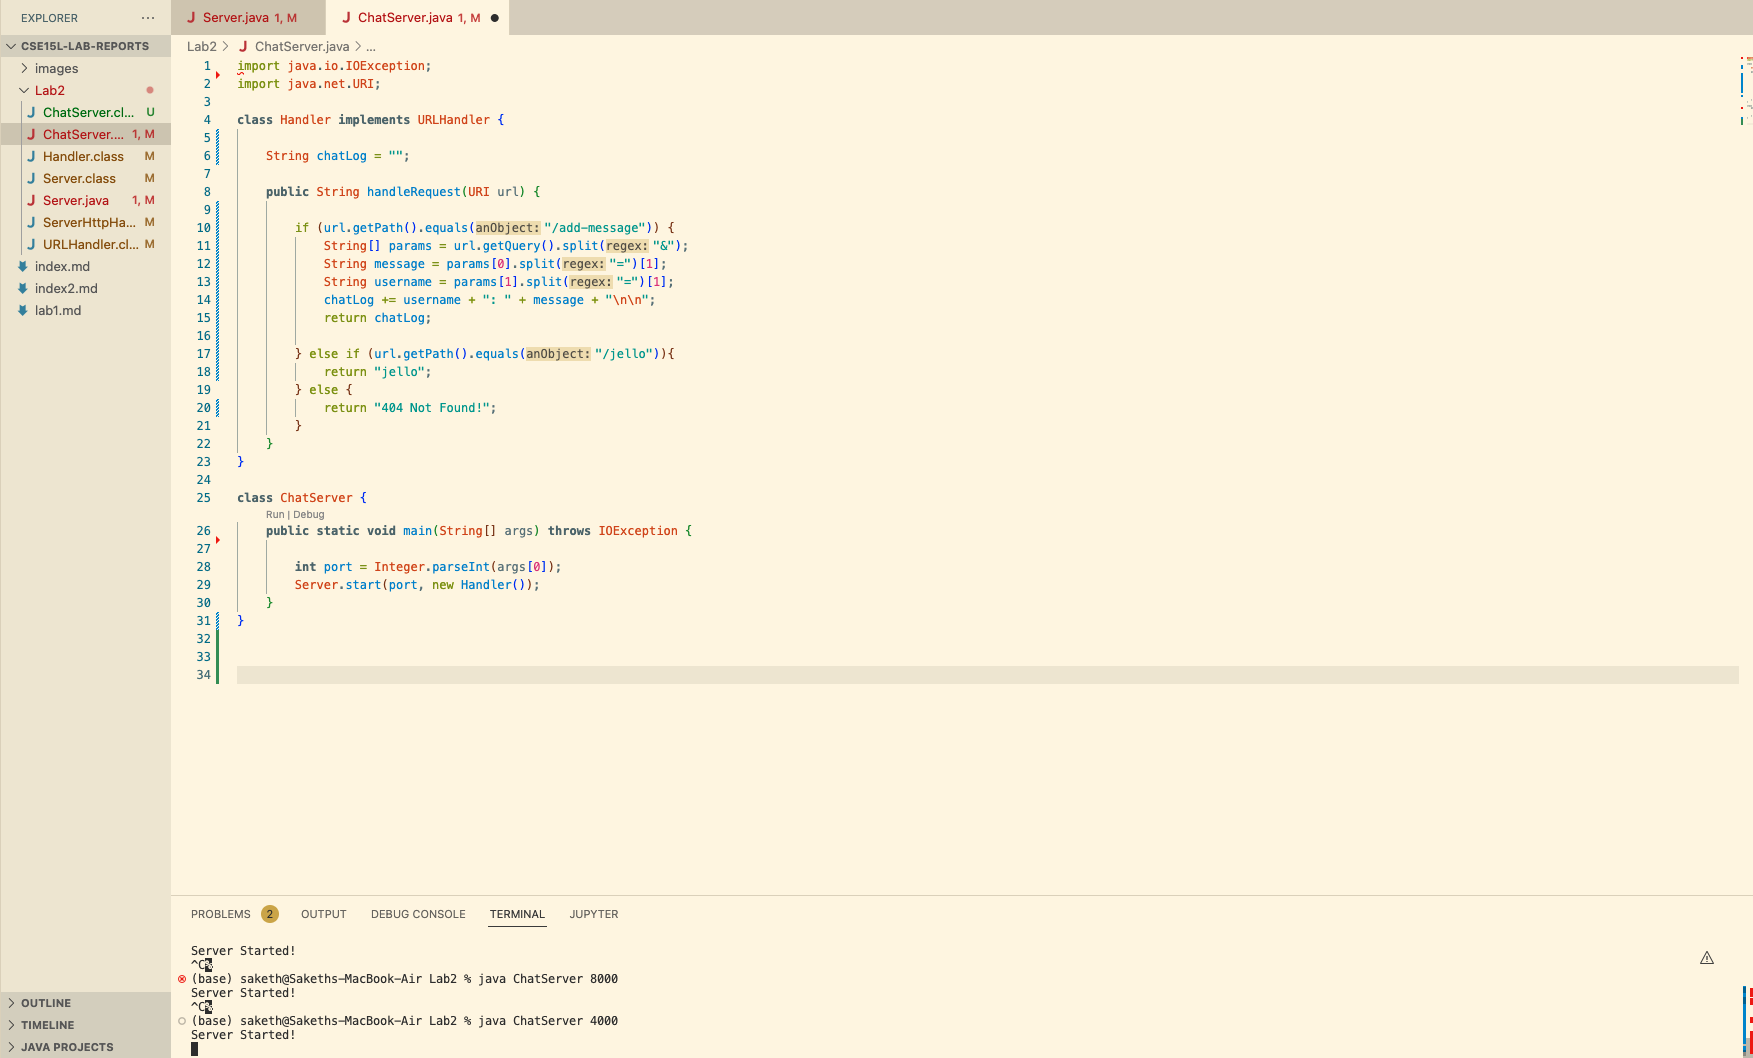 EXPLORER
CSE15L-LAB-REPORTS
images
Lab2
ChatServer.cl... U
ChatServer.... 1, M
Handler.class M
Server.class M
Server.java 1, M
ServerHttpHa... M
URLHandler.cl... M
index.md
index2.md
lab1.md
OUTLINE
TIMELINE
JAVA PROJECTS
Server.java 1, M
ChatServer.java 1, M
Lab2 > ChatServer.java > ...
1 import java.io.IOException;
2 import java.net.URI;
3
4 class Handler implements URLHandler {
5
6 String chatLog = "";
7
8 public String handleRequest(URI url) {
9
10 if (url.getPath().equals(anObject: "/add-message")) {
11 String[] params = url.getQuery().split(regex: "&");
12 String message = params[0].split(regex: "=")[1];
13 String username = params[1].split(regex: "=")[1];
14 chatLog += username + ": " + message + "\n\n";
15 return chatLog;
16
17 } else if (url.getPath().equals(anObject: "/jello")){
18 return "jello";
19 } else {
20 return "404 Not Found!";
21 }
22 }
23 }
24
25 class ChatServer {
Run | Debug
26 public static void main(String[] args) throws IOException {
27
28 int port = Integer.parseInt(args[0]);
29 Server.start(port, new Handler());
30 }
31 }
32
33
34
PROBLEMS 2 OUTPUT DEBUG CONSOLE TERMINAL JUPYTER
Server Started!
^C%
(base) saketh@Sakeths-MacBook-Air Lab2 % java ChatServer 8000
Server Started!
^C%
(base) saketh@Sakeths-MacBook-Air Lab2 % java ChatServer 4000
Server Started!